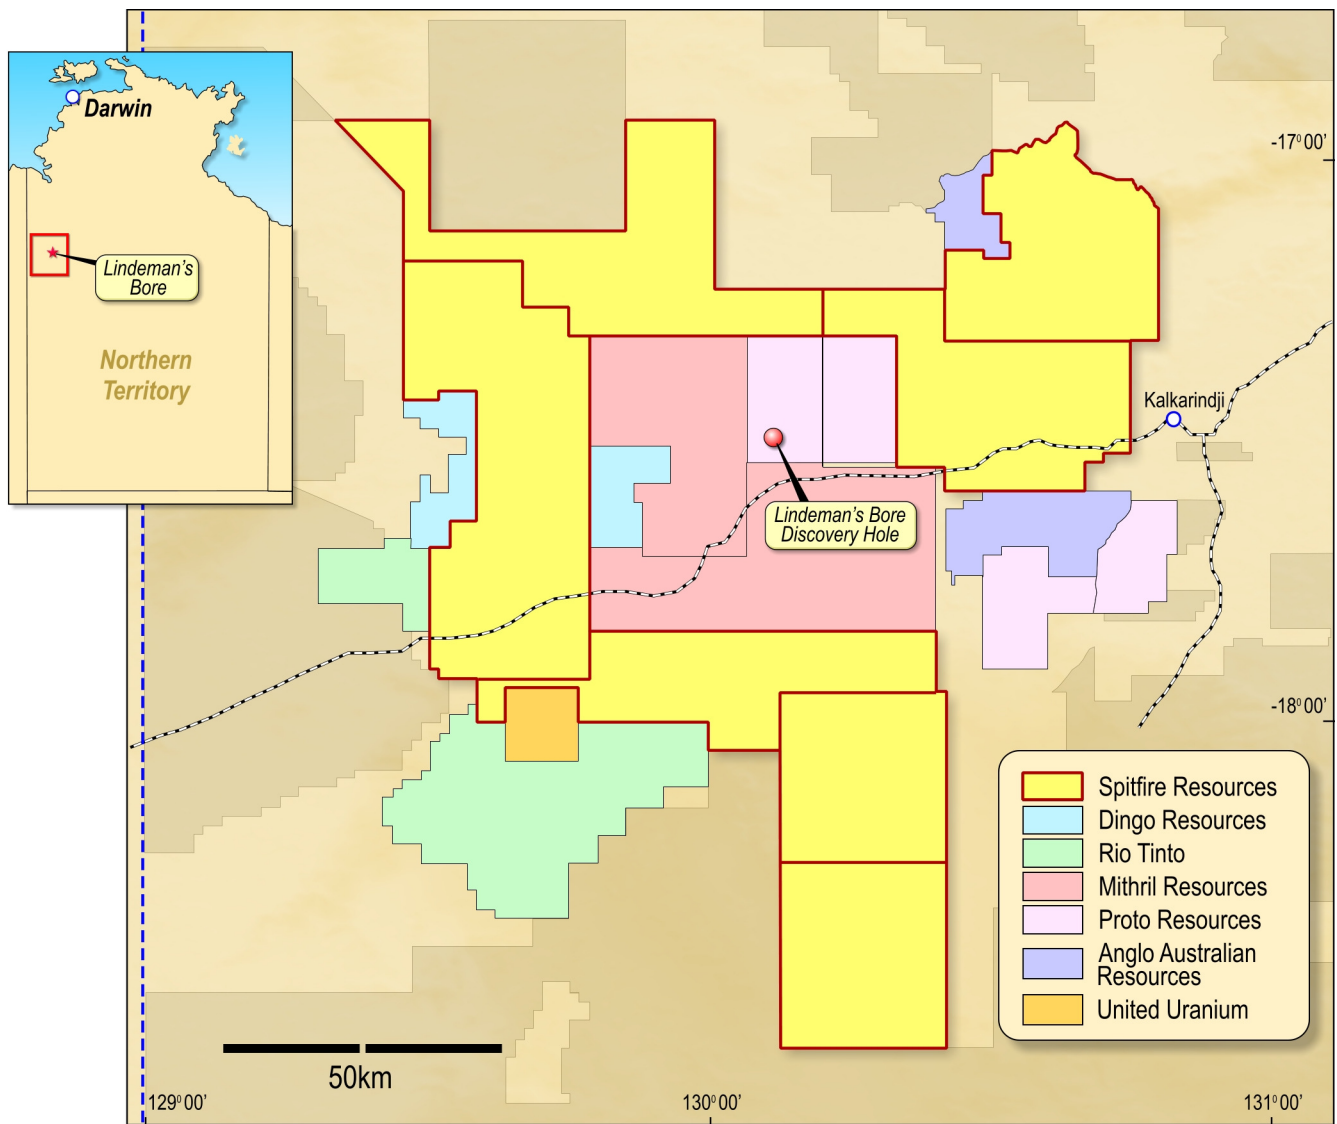 Darwin
Lindeman's
Bore
Northern
Territory
-17°00'
Kalkarindji
Lindeman's Bore
Discovery Hole
-18°00'
Spitfire Resources
Dingo Resources
Rio Tinto
Mithril Resources
Proto Resources
Anglo Australian
Resources
United Uranium
50km
129°00'
130°00'
131°00'